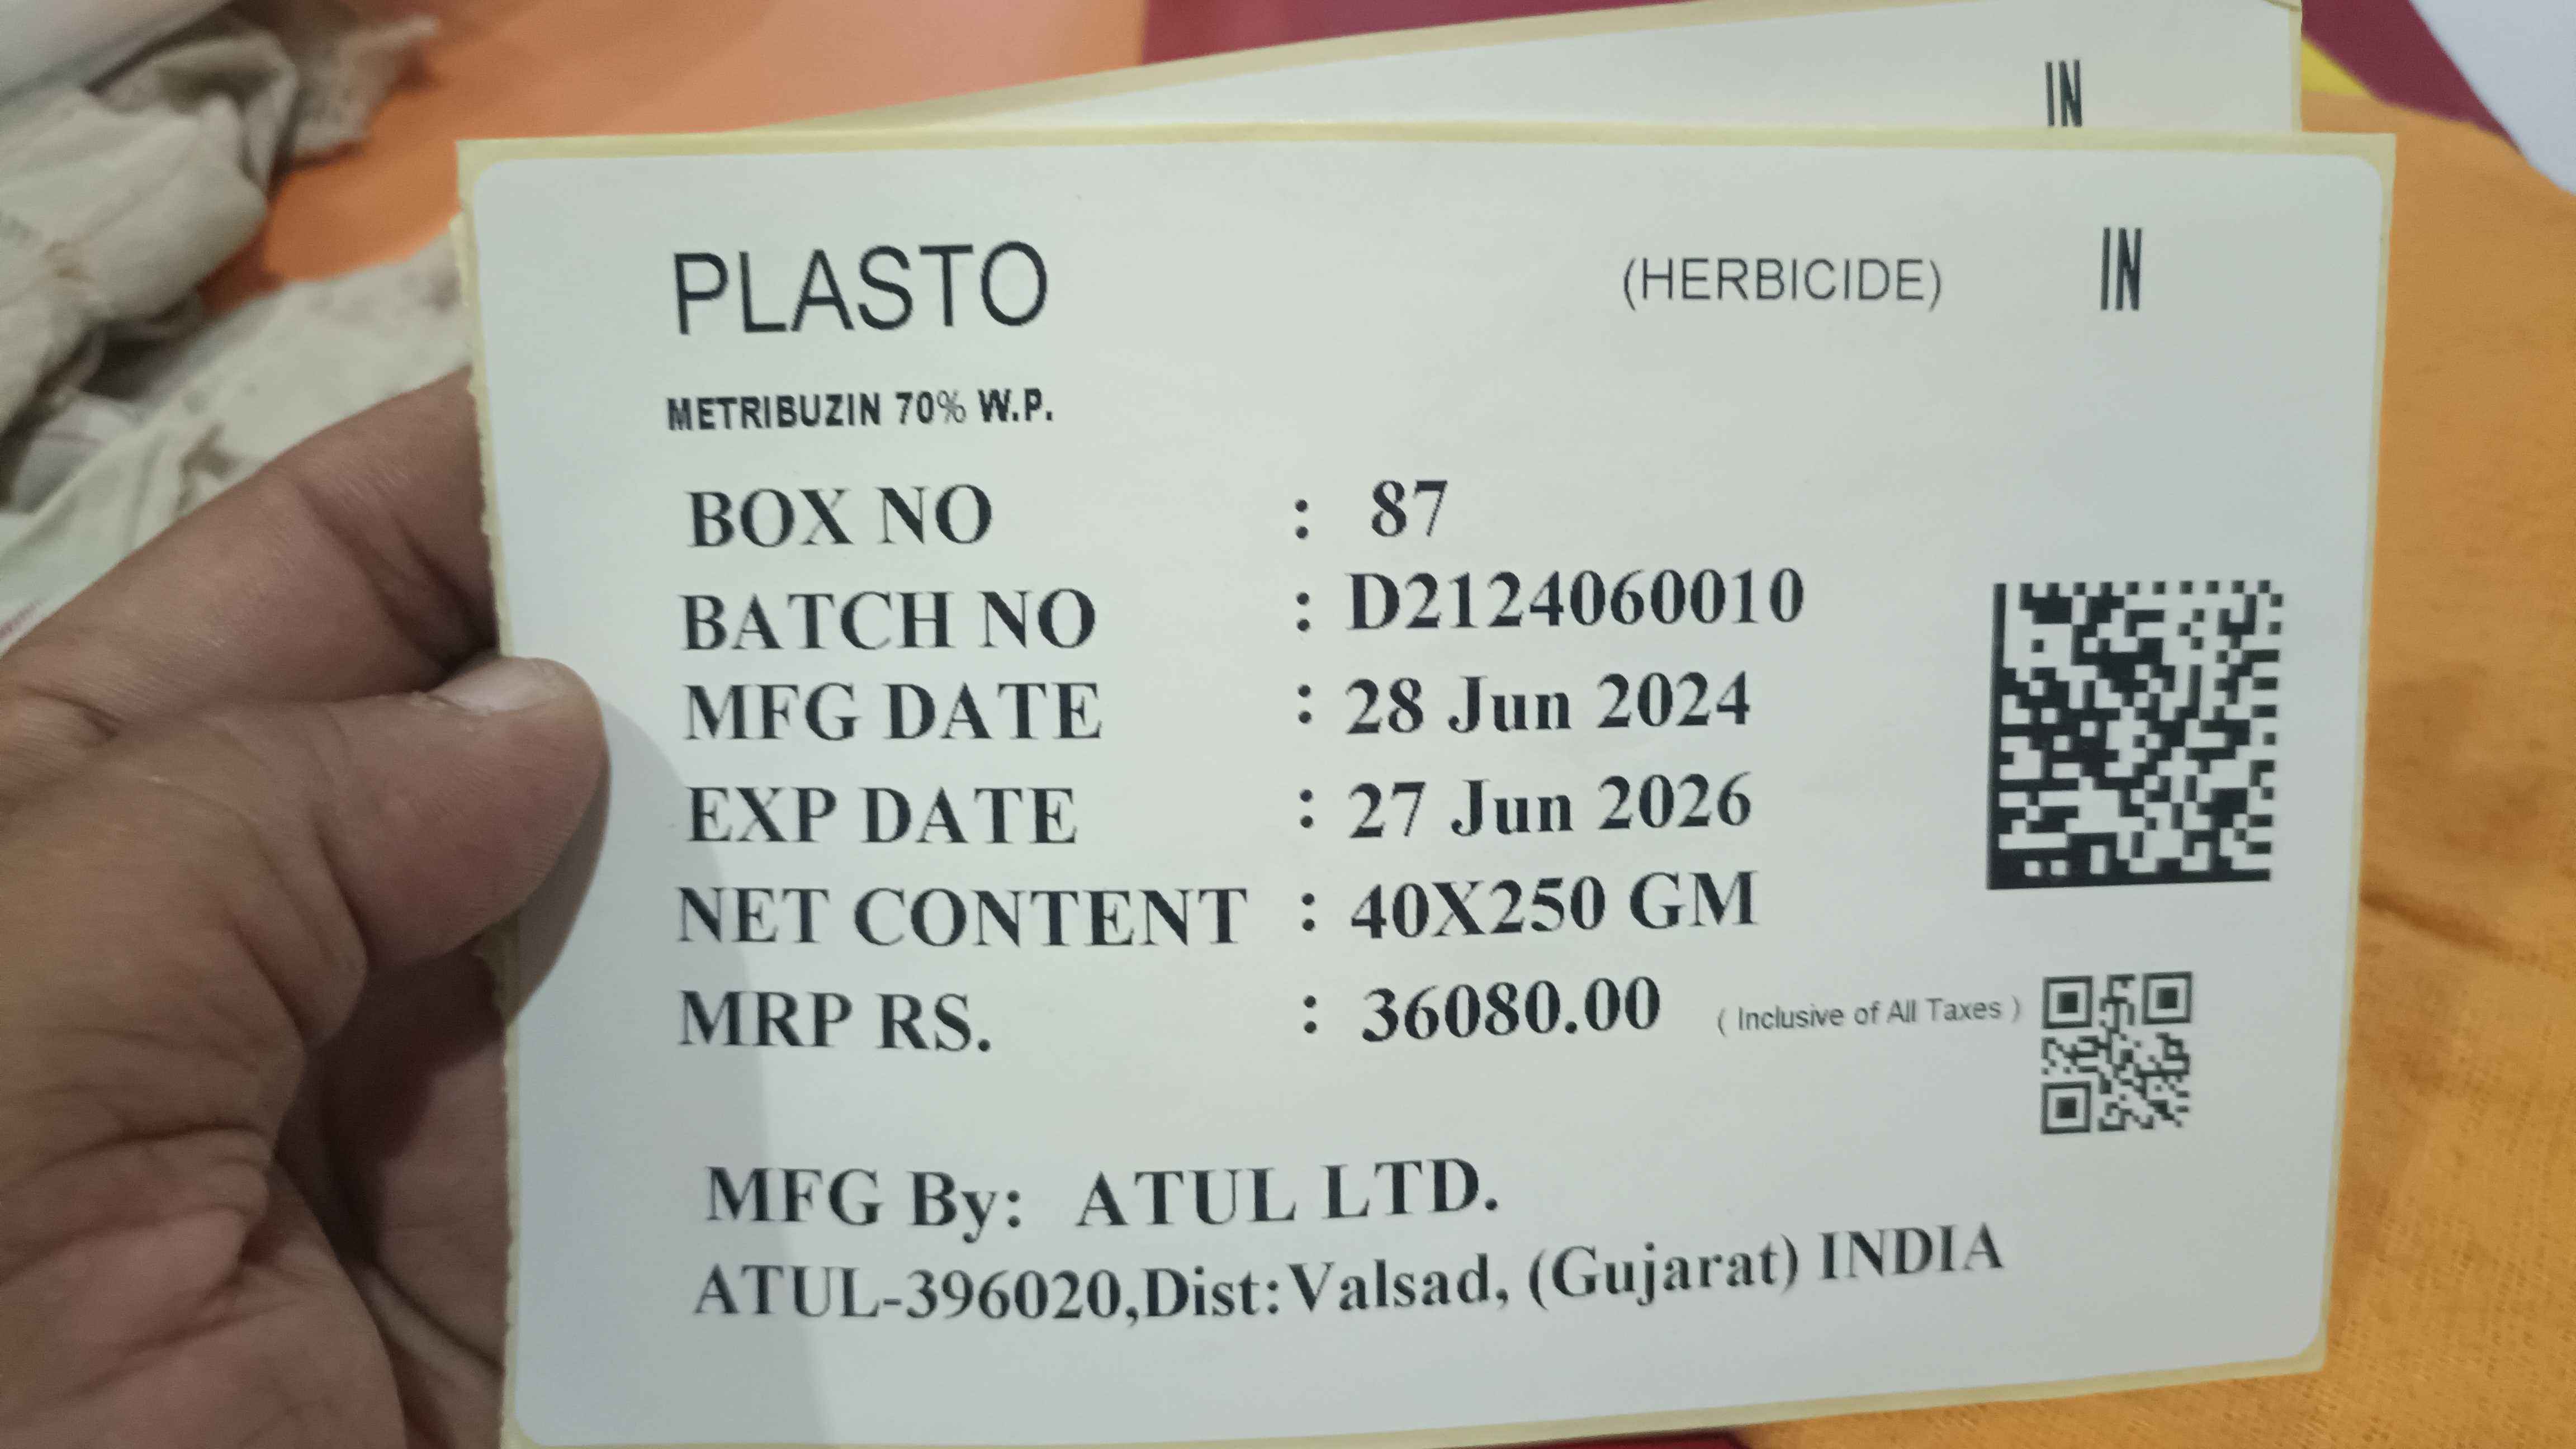 IN
PLASTO (HERBICIDE) IN
METRIBUZIN 70% W.P.
BOX NO : 87
BATCH NO : D2124060010
MFG DATE : 28 Jun 2024
EXP DATE : 27 Jun 2026
NET CONTENT : 40X250 GM
MRP RS. : 36080.00 ( Inclusive of All Taxes )
MFG By: ATUL LTD.
ATUL-396020,Dist:Valsad, (Gujarat) INDIA